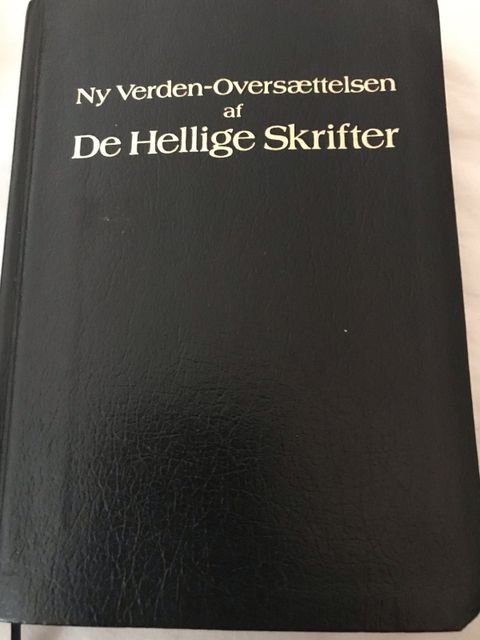 Ny Verden-Oversættelsen
af
De Hellige Skrifter